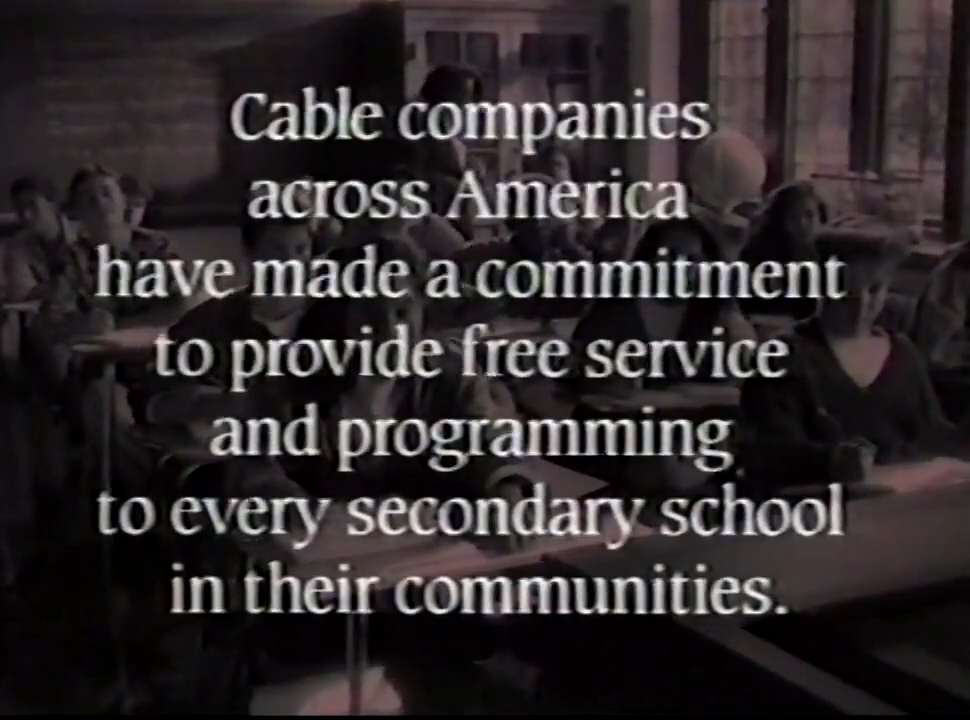 Cable companies
across America
have made a commitment
to provide free service
and programming
to every secondary school
in their communities.